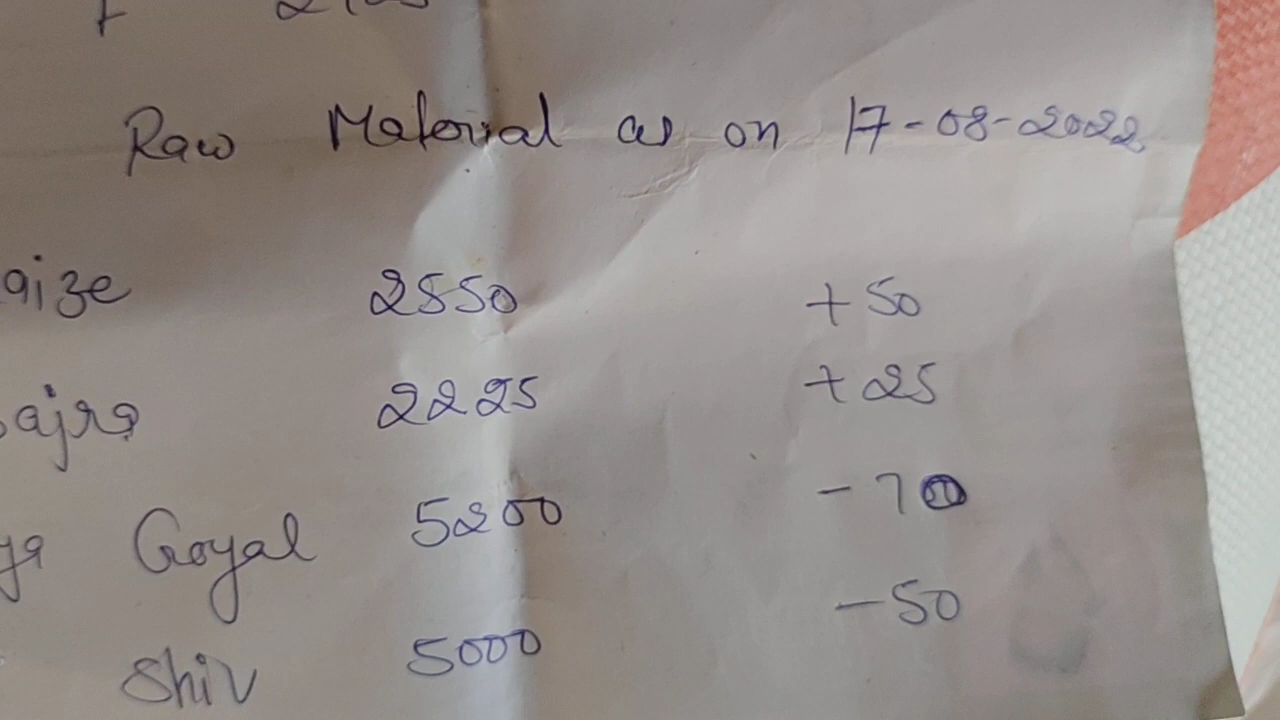 Raw Material as on 17-08-2022
aize 2550 +50
ajra 2225 +25
ya Goyal 5200 -70
Shiv 5000 -50